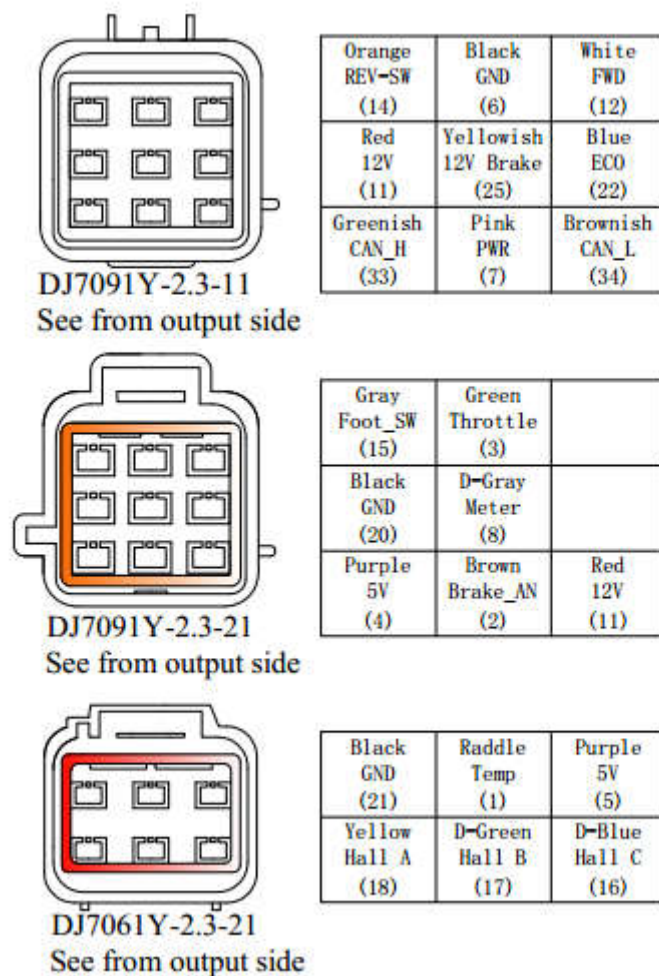 Orange Black White
REV-SW GND FWD
(14) (6) (12)
Red Yellowish Blue
12V 12V Brake ECO
(11) (25) (22)
Greenish Pink Brownish
CAN_H PWR CAN_L
(33) (7) (34)
DJ7091Y-2.3-11
See from output side
Gray Green
Foot_SW Throttle
(15) (3)
Black D-Gray
GND Meter
(20) (8)
Purple Brown Red
5V Brake_AN 12V
(4) (2) (11)
DJ7091Y-2.3-21
See from output side
Black Raddle Purple
GND Temp 5V
(21) (1) (5)
Yellow D-Green D-Blue
Hall A Hall B Hall C
(18) (17) (16)
DJ7061Y-2.3-21
See from output side